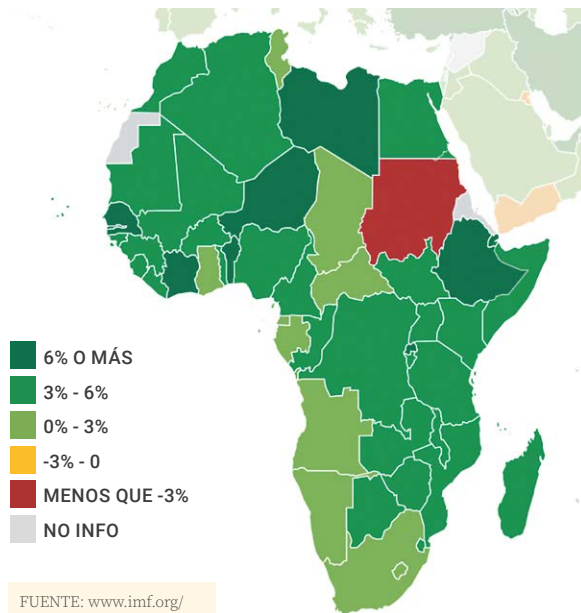 6% O MÁS
3% - 6%
0% - 3%
-3% - 0
MENOS QUE -3%
NO INFO
FUENTE: www.imf.org/